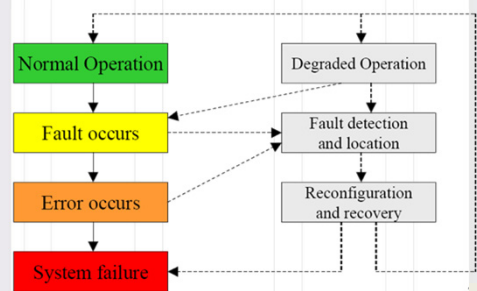 Normal Operation
Degraded Operation
Fault occurs
Fault detection
and location
Error occurs
Reconfiguration
and recovery
System failure